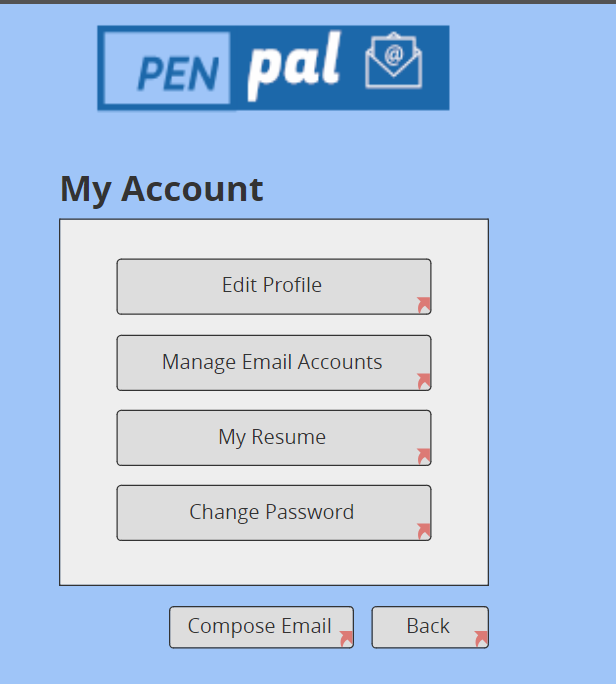 PEN pal @
My Account
Edit Profile
Manage Email Accounts
My Resume
Change Password
Compose Email
Back